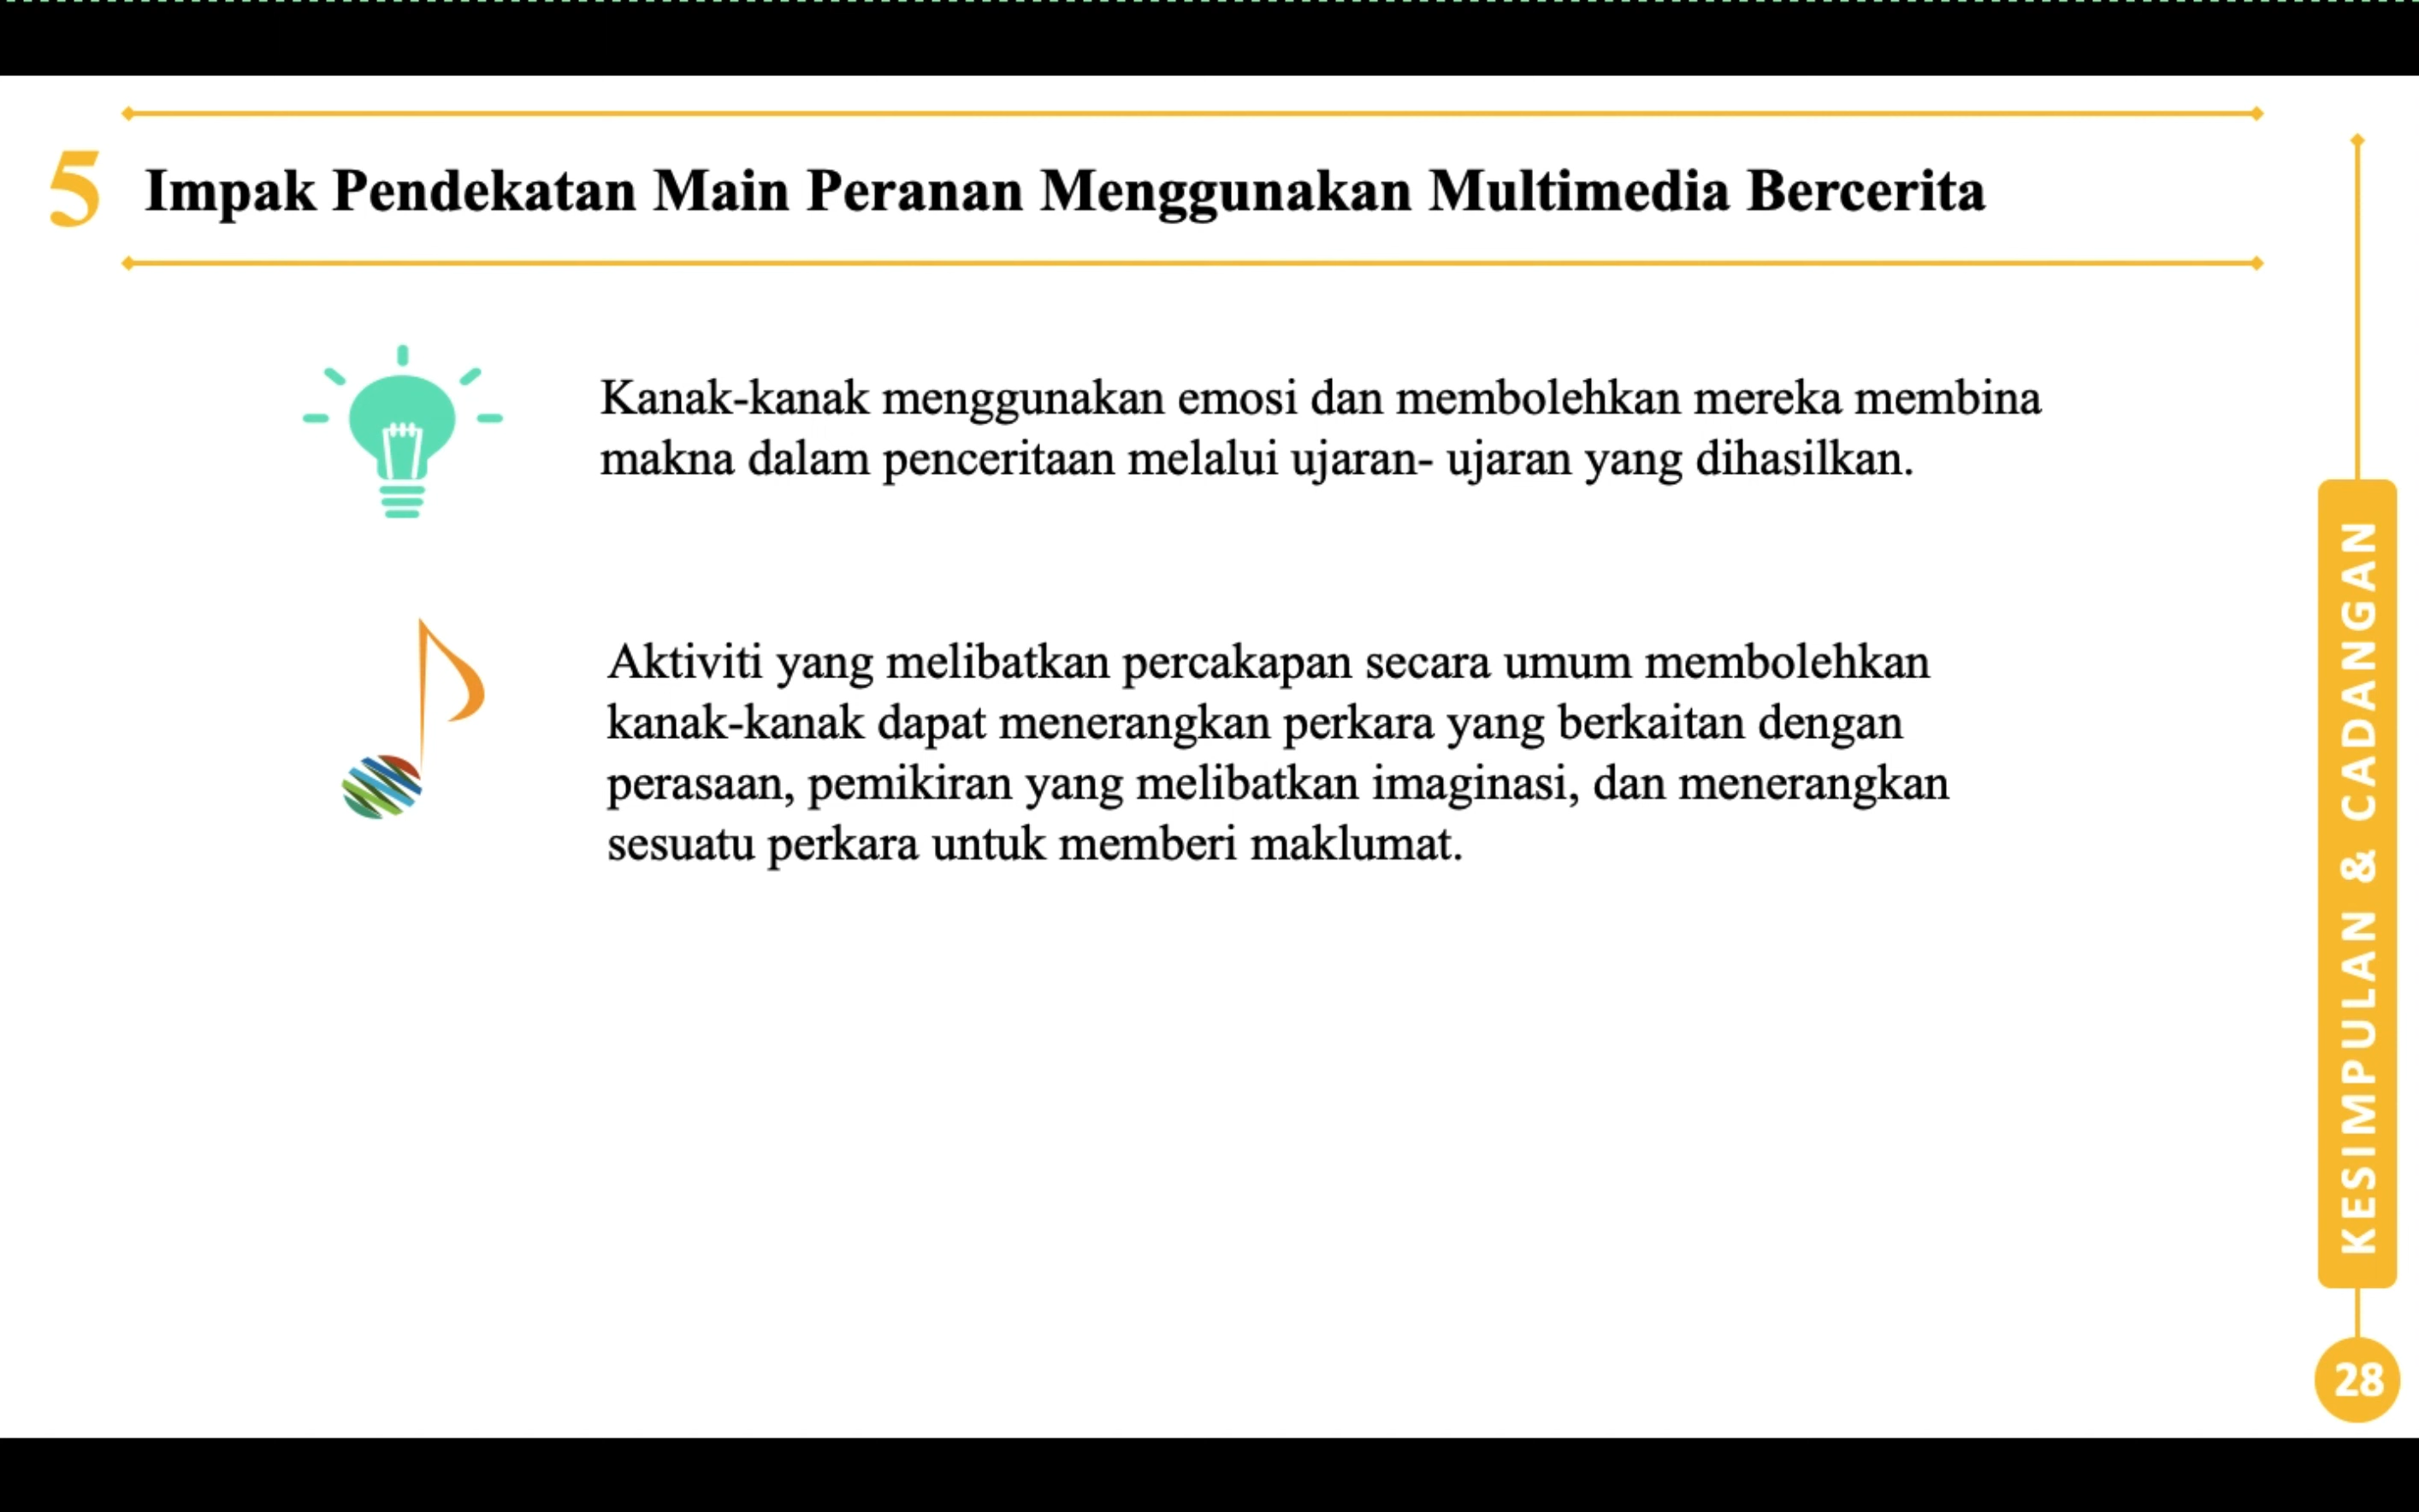 5
Impak Pendekatan Main Peranan Menggunakan Multimedia Bercerita
Kanak-kanak menggunakan emosi dan membolehkan mereka membina
makna dalam penceritaan melalui ujaran- ujaran yang dihasilkan.
Aktiviti yang melibatkan percakapan secara umum membolehkan
kanak-kanak dapat menerangkan perkara yang berkaitan dengan
perasaan, pemikiran yang melibatkan imaginasi, dan menerangkan
sesuatu perkara untuk memberi maklumat.
KESIMPULAN & CADANGAN
28